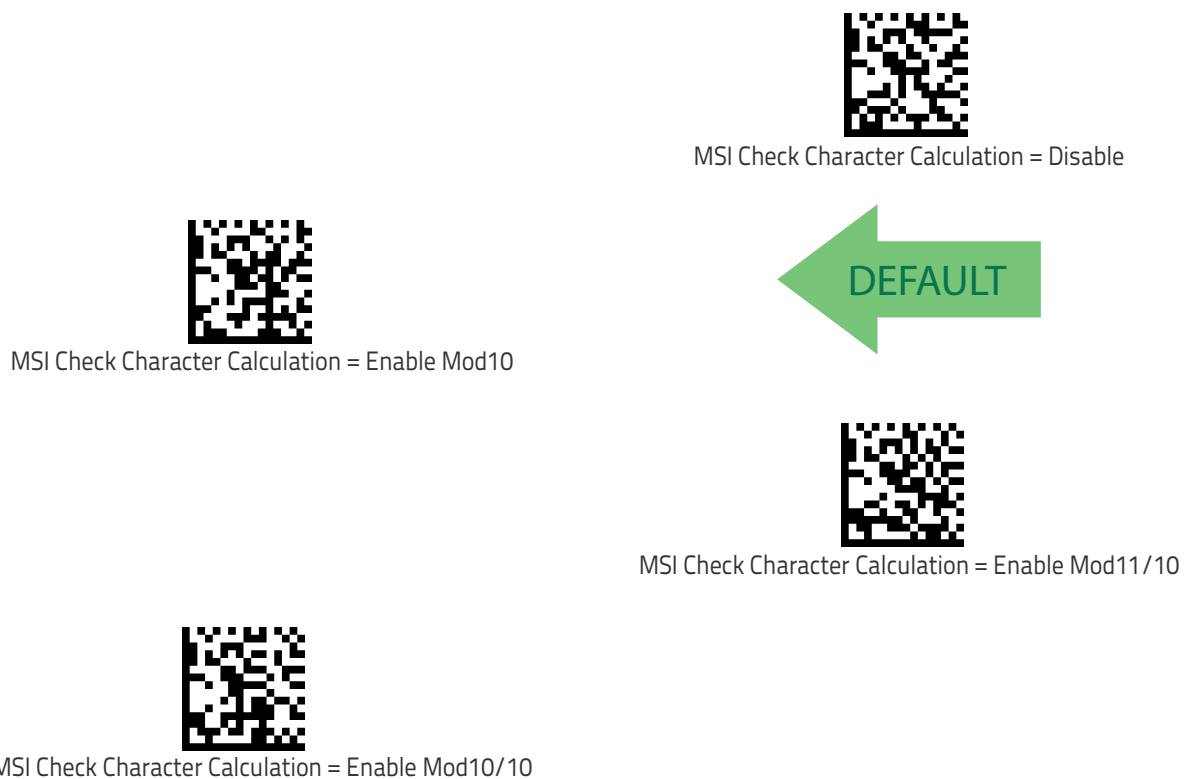 MSI Check Character Calculation = Disable
DEFAULT
MSI Check Character Calculation = Enable Mod10
MSI Check Character Calculation = Enable Mod11/10
MSI Check Character Calculation = Enable Mod10/10